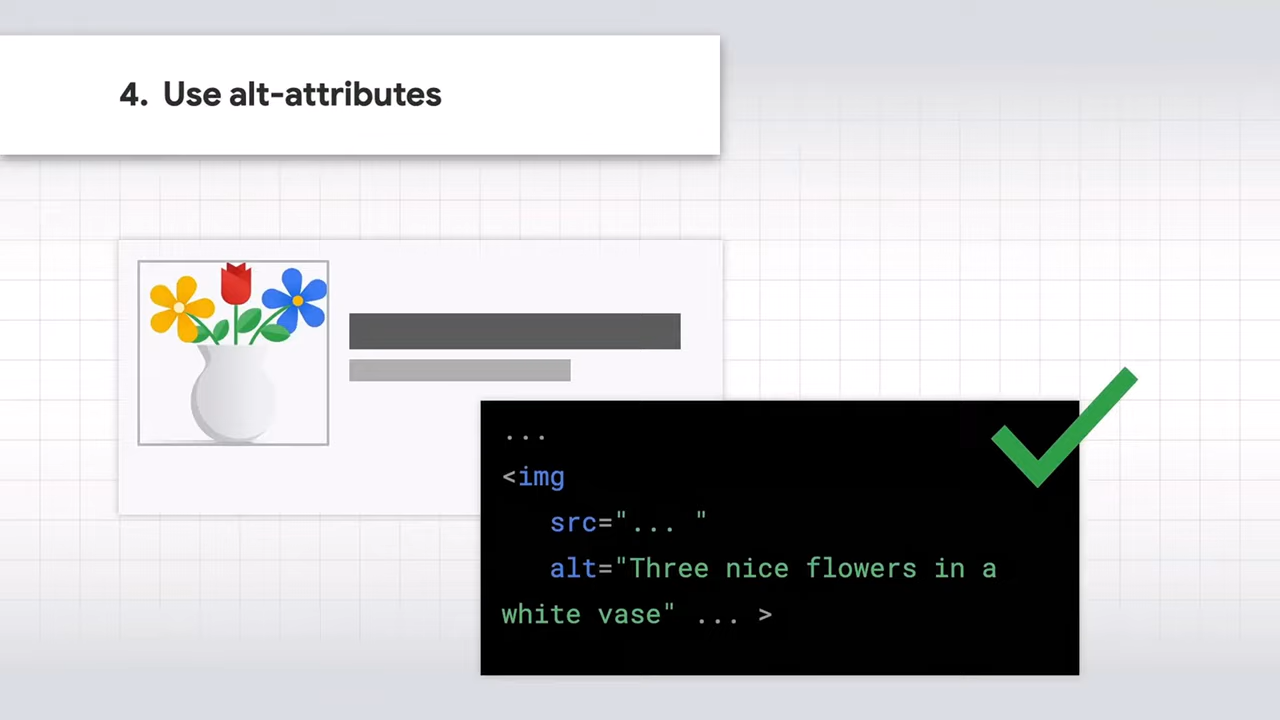 4. Use alt-attributes
...
<img
src="... "
alt="Three nice flowers in a
white vase" ... >